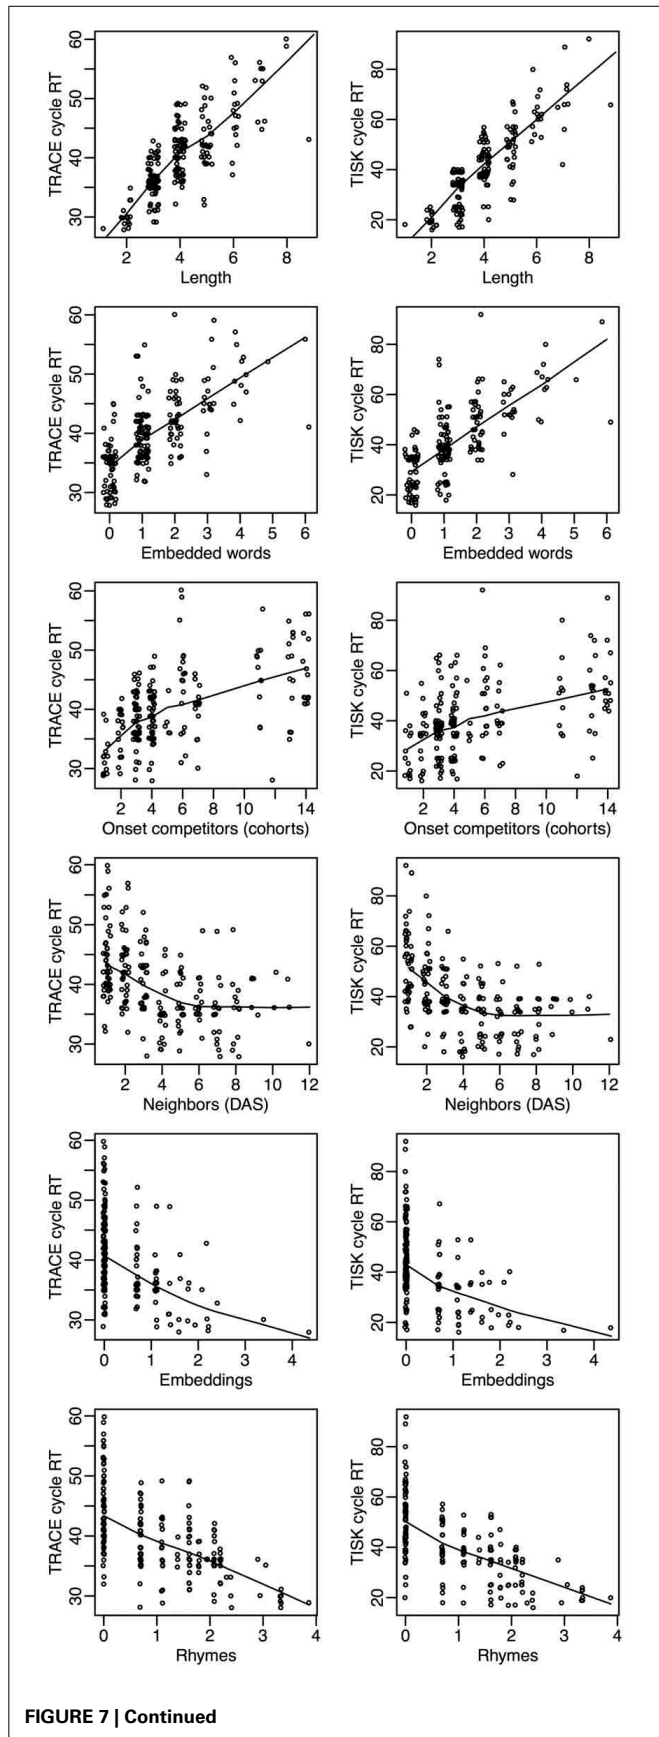 TRACE cycle RT
30 40 50 60
2 4 6 8
Length
TISK cycle RT
20 40 60 80
2 4 6 8
Length
TRACE cycle RT
30 40 50 60
0 1 2 3 4 5 6
Embedded words
TISK cycle RT
20 40 60 80
0 1 2 3 4 5 6
Embedded words
TRACE cycle RT
30 40 50 60
2 4 6 8 10 12 14
Onset competitors (cohorts)
TISK cycle RT
20 40 60 80
2 4 6 8 10 12 14
Onset competitors (cohorts)
TRACE cycle RT
30 40 50 60
2 4 6 8 10 12
Neighbors (DAS)
TISK cycle RT
20 40 60 80
2 4 6 8 10 12
Neighbors (DAS)
TRACE cycle RT
30 40 50 60
0 1 2 3 4
Embeddings
TISK cycle RT
20 40 60 80
0 1 2 3 4
Embeddings
TRACE cycle RT
30 40 50 60
0 1 2 3 4
Rhymes
TISK cycle RT
20 40 60 80
0 1 2 3 4
Rhymes
FIGURE 7 | Continued